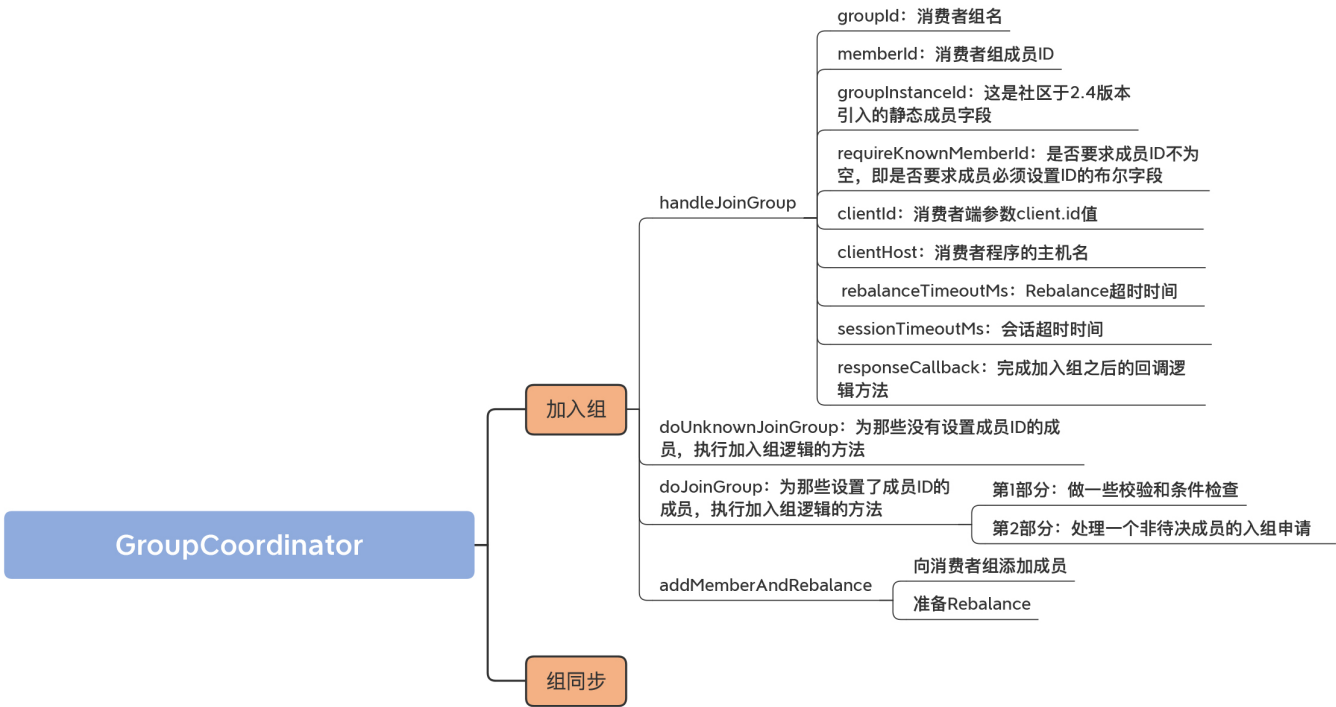 groupId：消费者组名
memberId：消费者组成员ID
groupInstanceId：这是社区于2.4版本
引入的静态成员字段
requireKnownMemberId：是否要求成员ID不为
空，即是否要求成员必须设置ID的布尔字段
handleJoinGroup
clientId：消费者端参数client.id值
clientHost：消费者程序的主机名
rebalanceTimeoutMs：Rebalance超时时间
sessionTimeoutMs：会话超时时间
responseCallback：完成加入组之后的回调逻
辑方法
加入组
doUnknownJoinGroup：为那些没有设置成员ID的成
员，执行加入组逻辑的方法
doJoinGroup：为那些设置了成员ID的
成员，执行加入组逻辑的方法
第1部分：做一些校验和条件检查
第2部分：处理一个非待决成员的入组申请
GroupCoordinator
addMemberAndRebalance
向消费者组添加成员
准备Rebalance
组同步